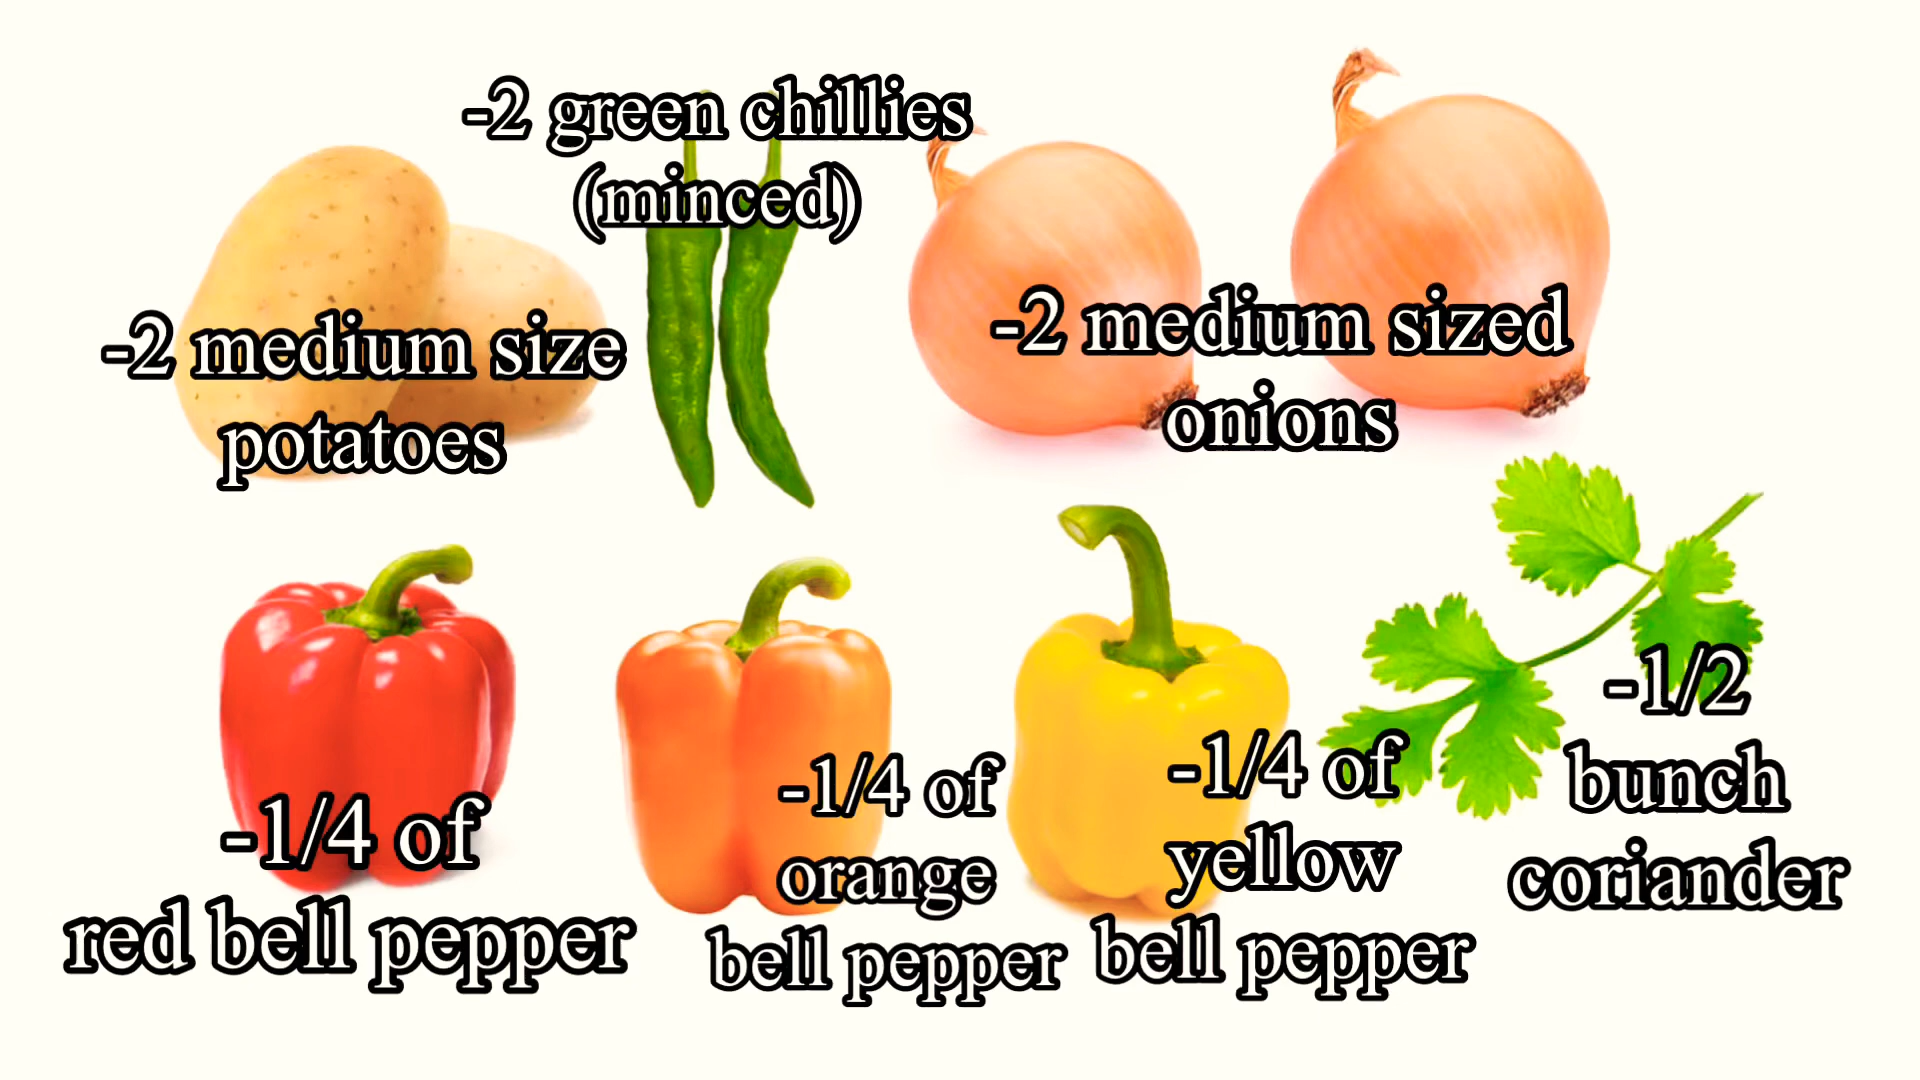 -2 green chillies
(minced)
-2 medium size
potatoes
-2 medium sized
onions
-1/4 of
red bell pepper
-1/4 of
orange
bell pepper
-1/4 of
yellow
bell pepper
-1/2
bunch
coriander